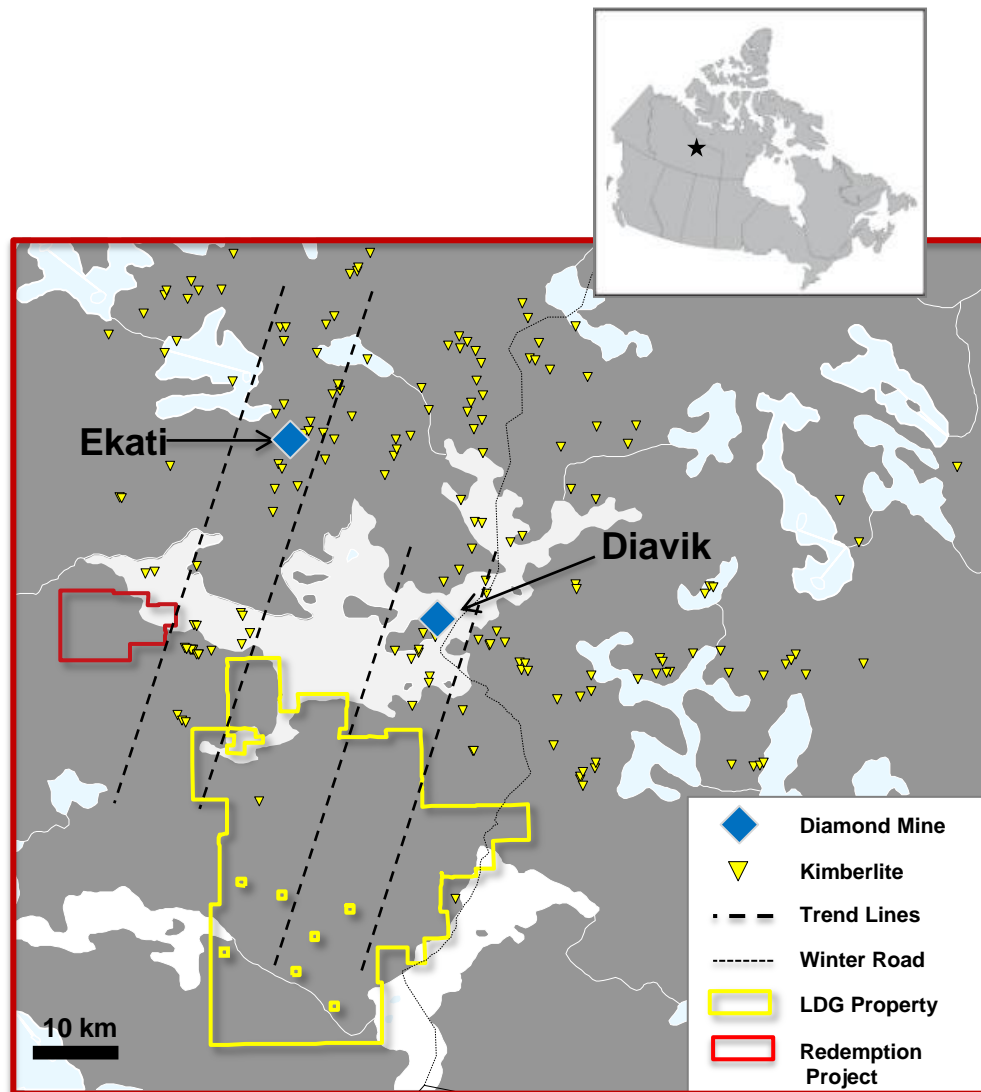 Ekati
Diavik
Diamond Mine
Kimberlite
Trend Lines
Winter Road
LDG Property
Redemption
Project
10 km